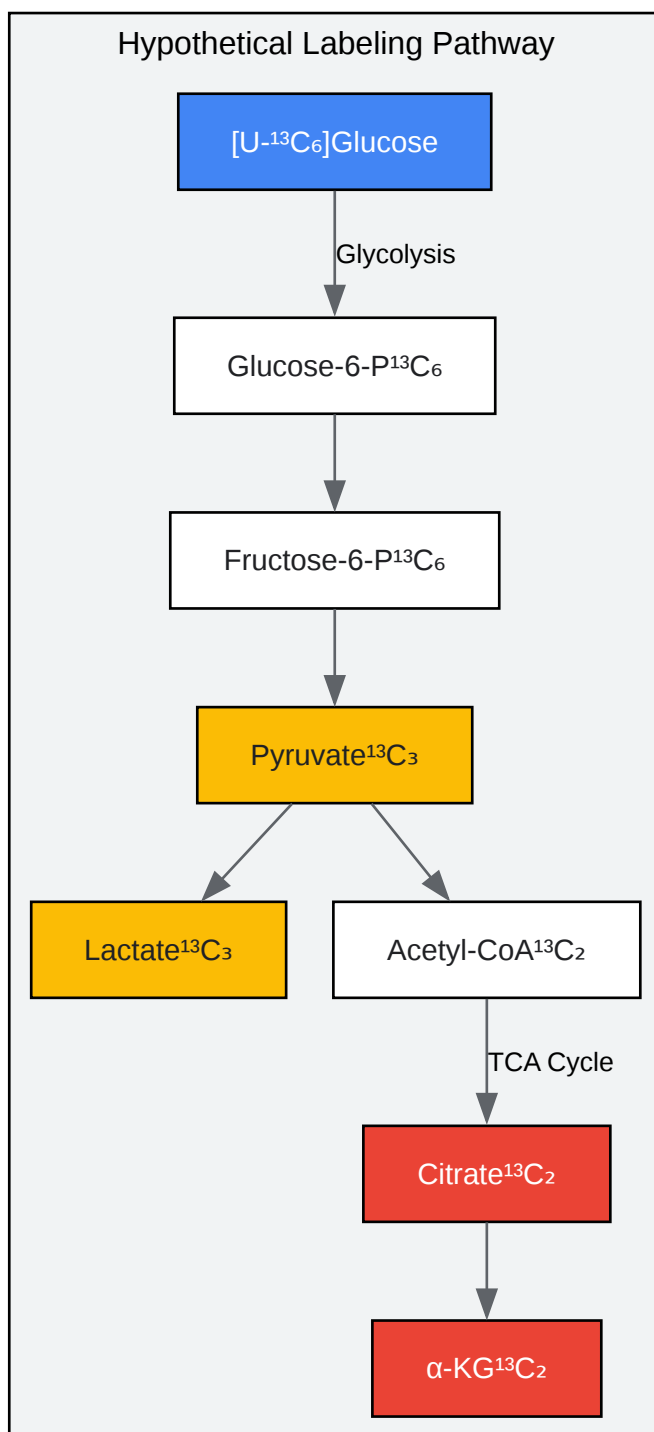 Hypothetical Labeling Pathway
[U-¹³C₆]Glucose
Glycolysis
Glucose-6-P¹³C₆
Fructose-6-P¹³C₆
Pyruvate¹³C₃
Lactate¹³C₃
Acetyl-CoA¹³C₂
TCA Cycle
Citrate¹³C₂
α-KG¹³C₂